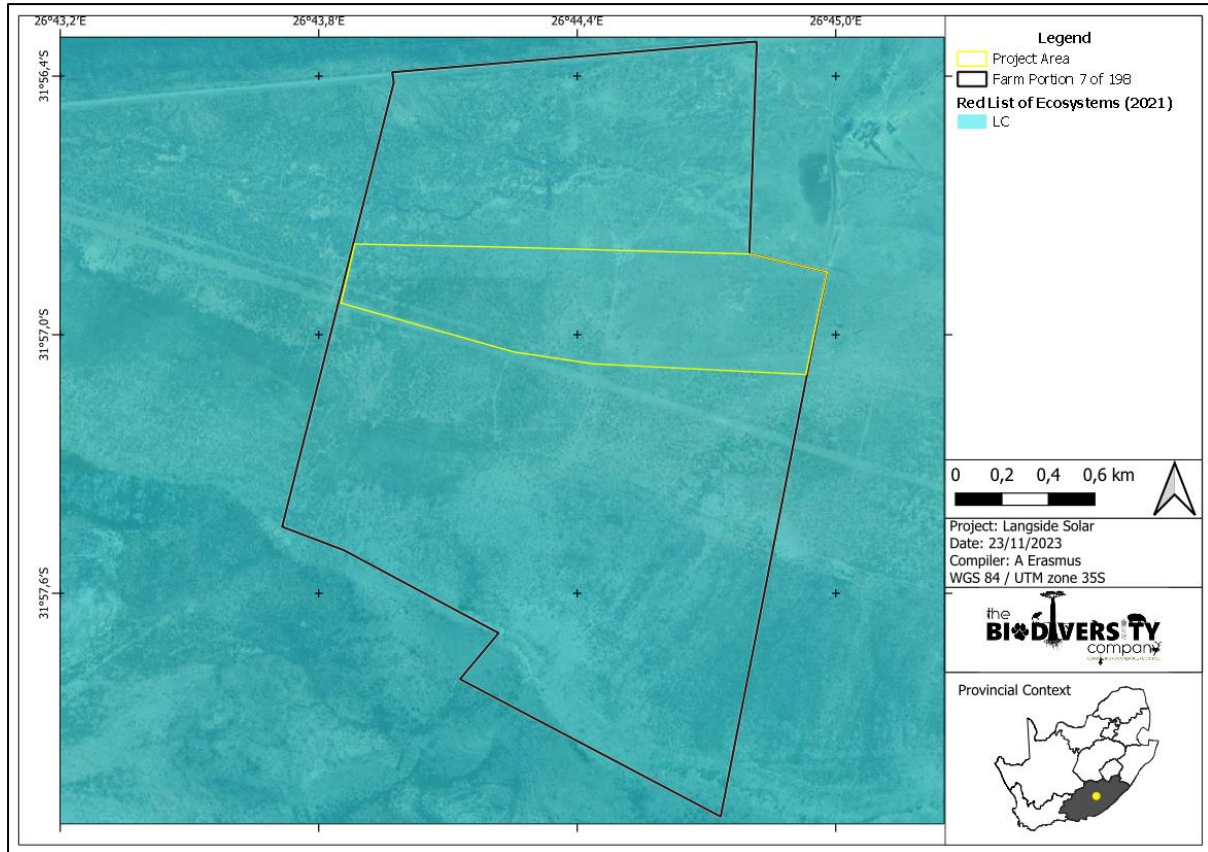 26°43,2'E 26°43,8'E 26°44,4'E 26°45,0'E
31°56,4'S
31°57,0'S
31°57,6'S
Legend
Project Area
Farm Portion 7 of 198
Red List of Ecosystems (2021)
LC
0 0,2 0,4 0,6 km
Project: Langside Solar
Date: 23/11/2023
Compiler: A Erasmus
WGS 84 / UTM zone 35S
the
BIODIVERSITY
company
Provincial Context